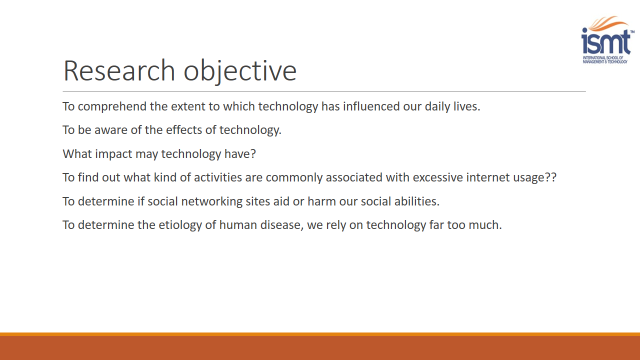 ismt
TM
INTERNATIONAL SCHOOL OF
MANAGEMENT & TECHNOLOGY
Research objective
To comprehend the extent to which technology has influenced our daily lives.
To be aware of the effects of technology.
What impact may technology have?
To find out what kind of activities are commonly associated with excessive internet usage??
To determine if social networking sites aid or harm our social abilities.
To determine the etiology of human disease, we rely on technology far too much.